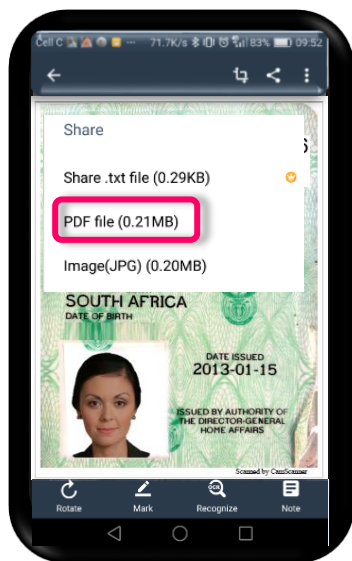 Cell C 71.7K/s 83% 09:52
Share
Share .txt file (0.29KB)
PDF file (0.21MB)
Image(JPG) (0.20MB)
SOUTH AFRICA
DATE OF BIRTH
DATE ISSUED
2013-01-15
ISSUED BY AUTHORITY OF
THE DIRECTOR-GENERAL
HOME AFFAIRS
Scanned by CamScanner
OCR
Rotate Mark Recognize Note